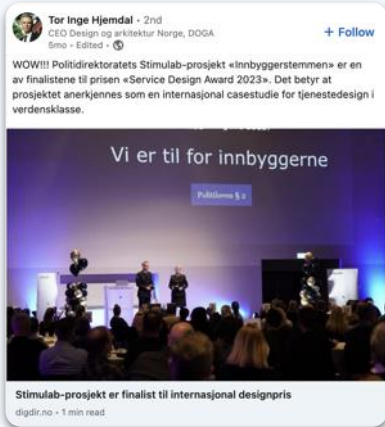 Tor Inge Hjemdal • 2nd
CEO Design og arkitektur Norge, DOGA
5mo • Edited •
+ Follow
WOW!!! Politidirektoratets Stimulab-prosjekt «Innbyggerstemmen» er en
av finalistene til prisen «Service Design Award 2023». Det betyr at
prosjektet anerkjennes som en internasjonal casestudie for tjenestedesign i
verdensklasse.
Vi er til for innbyggerne
Politiloven § 2
Stimulab-prosjekt er finalist til internasjonal designpris
digdir.no • 1 min read